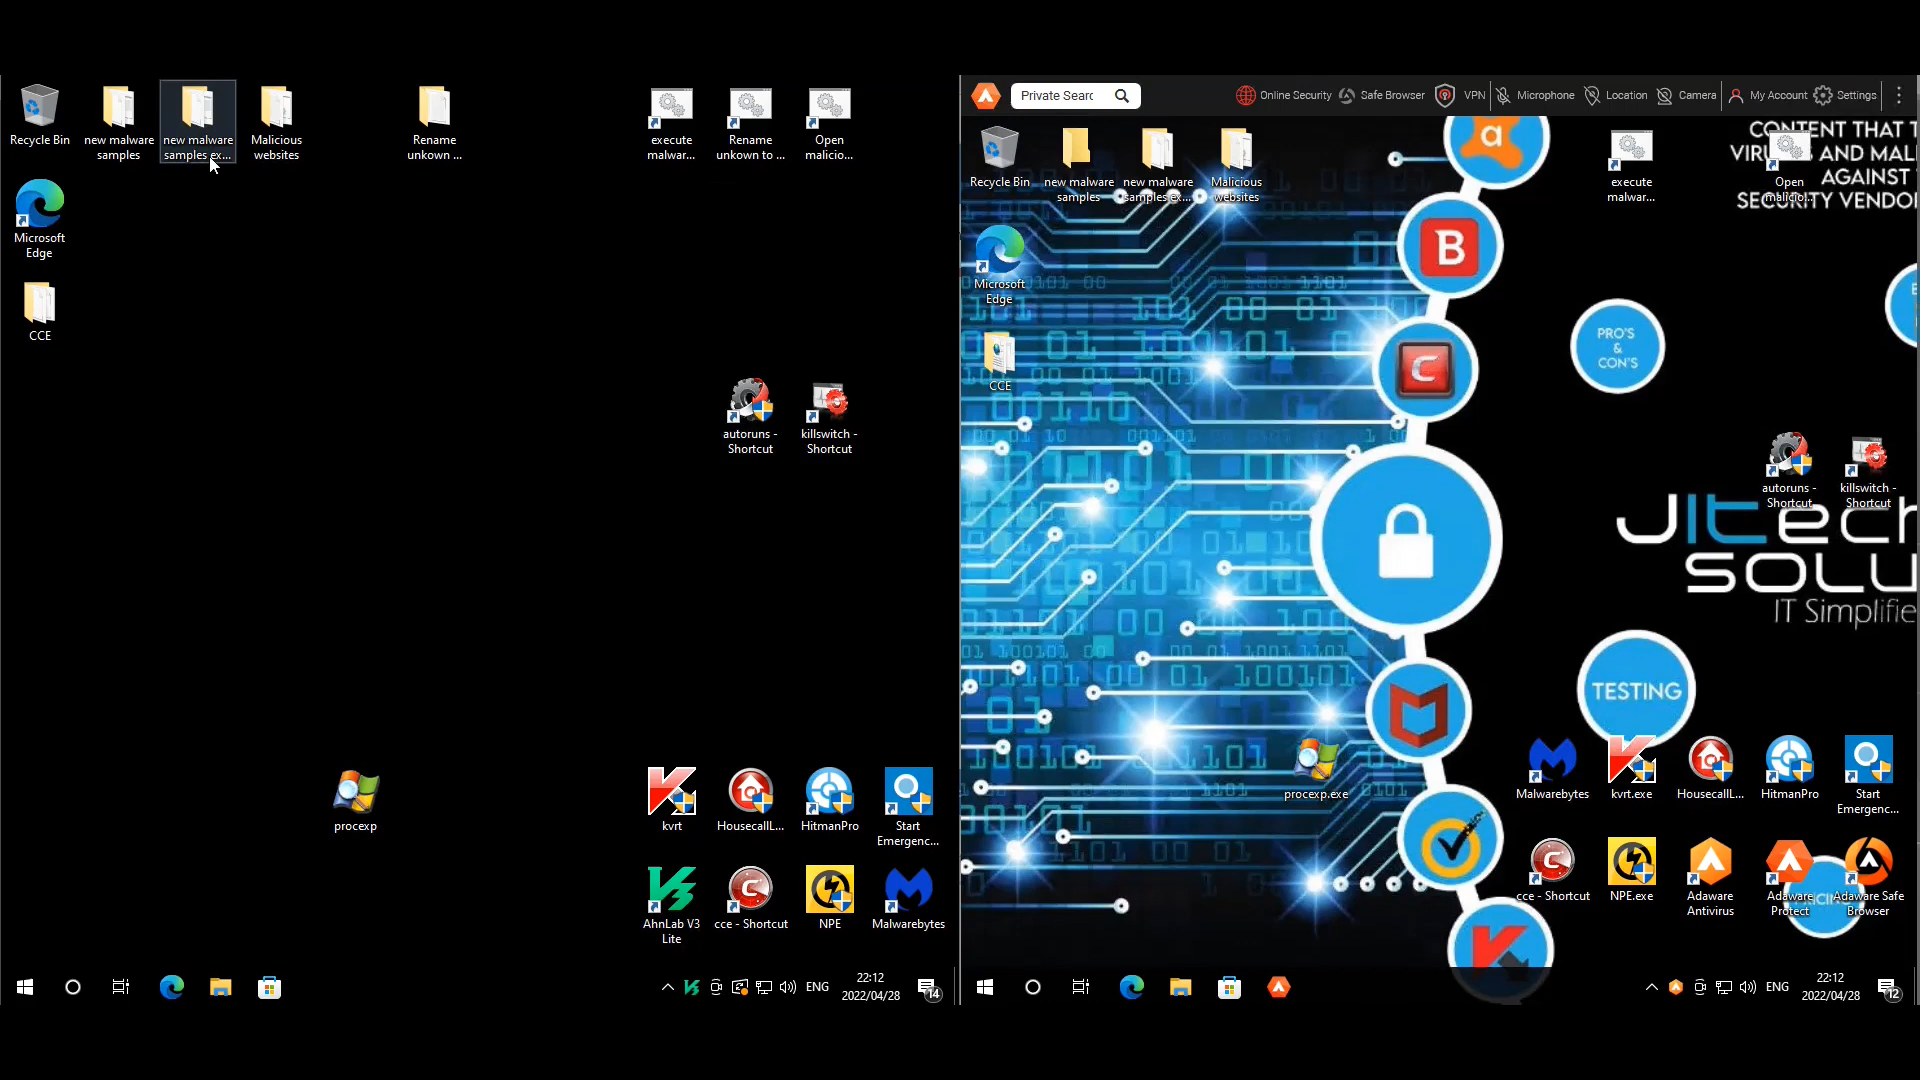 Recycle Bin
new malware
samples
new malware
samples ex...
Malicious
websites
Rename
unkown ...
execute
malwar...
Rename
unkown to ...
Open
malicio...
Microsoft
Edge
CCE
autoruns -
Shortcut
killswitch -
Shortcut
procexp
kvrt
HousecallL...
HitmanPro
Start
Emergenc...
AhnLab V3
Lite
cce - Shortcut
NPE
Malwarebytes
ENG
22:12
2022/04/28
14
Private Searc
Online Security
Safe Browser
VPN
Microphone
Location
Camera
My Account
Settings
CONTENT THAT T
AND MAL
AGAINST
SECURITY VENDO
Recycle Bin
new malware
samples
new malware
samples ex...
Malicious
websites
execute
malwar...
Open
malicio...
Microsoft
Edge
CCE
PRO'S
&
CON'S
autoruns -
Shortcut
killswitch -
Shortcut
JITech
SOLU
IT Simplifie
TESTING
procexp.exe
Malwarebytes
kvrt.exe
HousecallL...
HitmanPro
Start
Emergenc...
cce - Shortcut
NPE.exe
Adaware
Antivirus
Adaware
Protect
Adaware Safe
Browser
ENG
22:12
2022/04/28
12